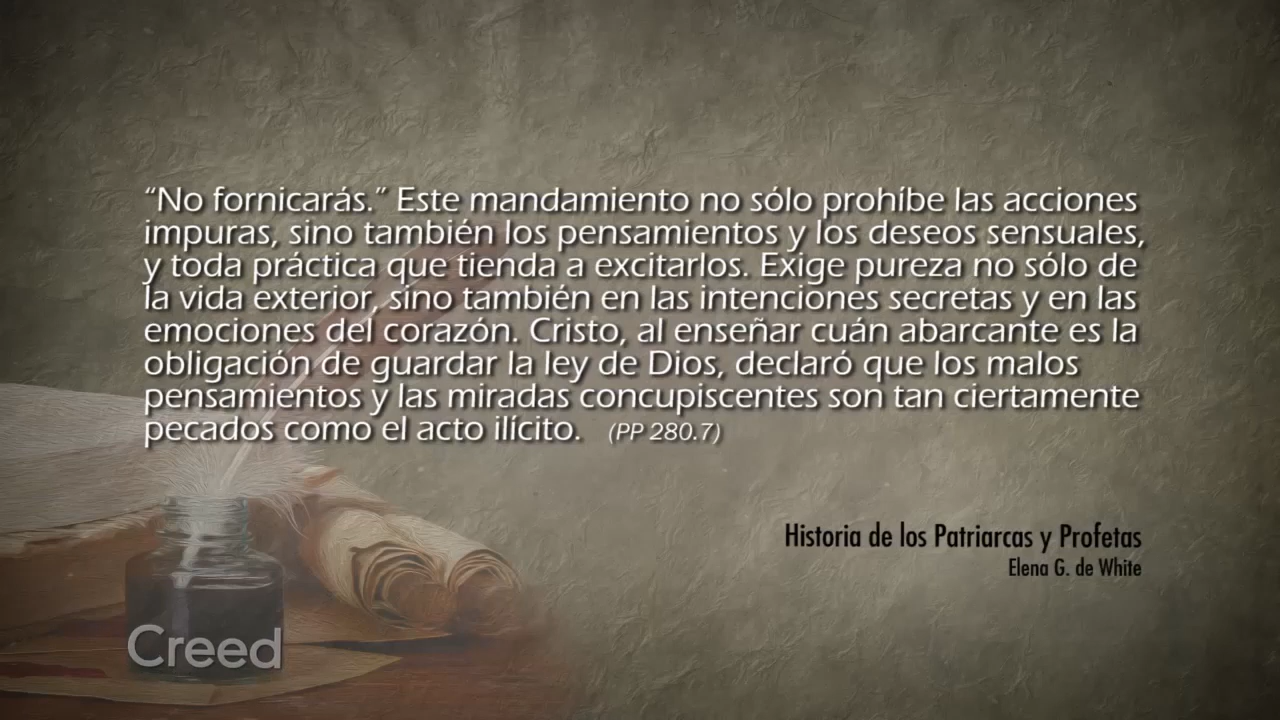 “No fornicarás.” Este mandamiento no sólo prohíbe las acciones
impuras, sino también los pensamientos y los deseos sensuales,
y toda práctica que tienda a excitarlos. Exige pureza no sólo de
la vida exterior, sino también en las intenciones secretas y en las
emociones del corazón. Cristo, al enseñar cuán abarcante es la
obligación de guardar la ley de Dios, declaró que los malos
pensamientos y las miradas concupiscentes son tan ciertamente
pecados como el acto ilícito. (PP 280.7)
Historia de los Patriarcas y Profetas
Elena G. de White
Creed